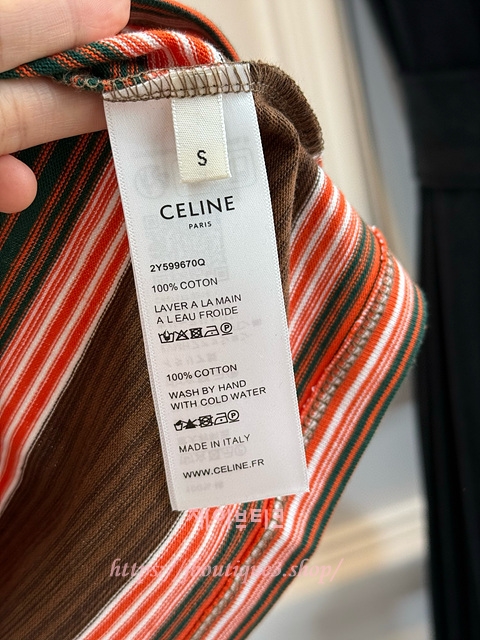 S
CELINE
PARIS
2Y599670Q
100% COTON
LAVER A LA MAIN
A L EAU FROIDE
100% COTTON
WASH BY HAND
WITH COLD WATER
MADE IN ITALY
WWW.CELINE.FR